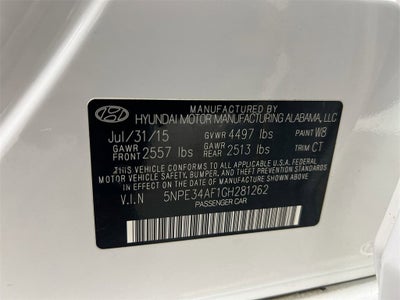 MANUFACTURED BY
HYUNDAI MOTOR MANUFACTURING ALABAMA, LLC
Jul/31/15 GVWR 4497 lbs PAINT W8
GAWR FRONT 2557 lbs GAWR REAR 2513 lbs TRIM CT
THIS VEHICLE CONFORMS TO ALL APPLICABLE U.S.A. FEDERAL
MOTOR VEHICLE SAFETY, BUMPER, AND THEFT PREVENTION STANDARDS
IN EFFECT ON THE DATE OF MANUFACTURE SHOWN ABOVE.
V.I.N 5NPE34AF1GH281262
PASSENGER CAR